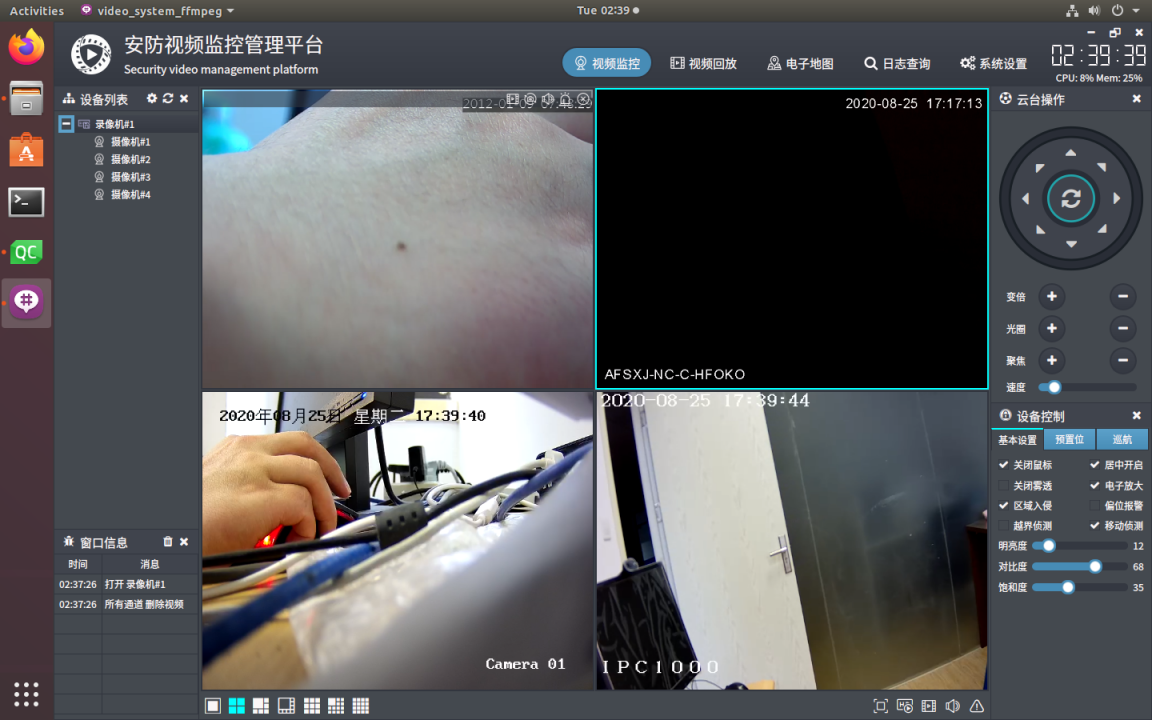 Activities
video_system_ffmpeg
Tue 02:39
安防视频监控管理平台
Security video management platform
视频监控
视频回放
电子地图
日志查询
系统设置
02:39:39
CPU: 8% Mem: 25%
设备列表
录像机#1
摄像机#1
摄像机#2
摄像机#3
摄像机#4
2020-08-25 17:17:13
AFSXJ-NC-C-HFOKO
2020年08月25日 星期二 17:39:40
Camera 01
2020-08-25 17:39:44
IPC1000
云台操作
变倍
光圈
聚焦
速度
设备控制
基本设置 预置位 巡航
关闭鼠标 居中开启
关闭雾透 电子放大
区域入侵 偏位报警
越界侦测 移动侦测
明亮度 12
对比度 68
饱和度 35
窗口信息
时间 消息
02:37:26 打开 录像机#1
02:37:26 所有通道 删除视频
QC